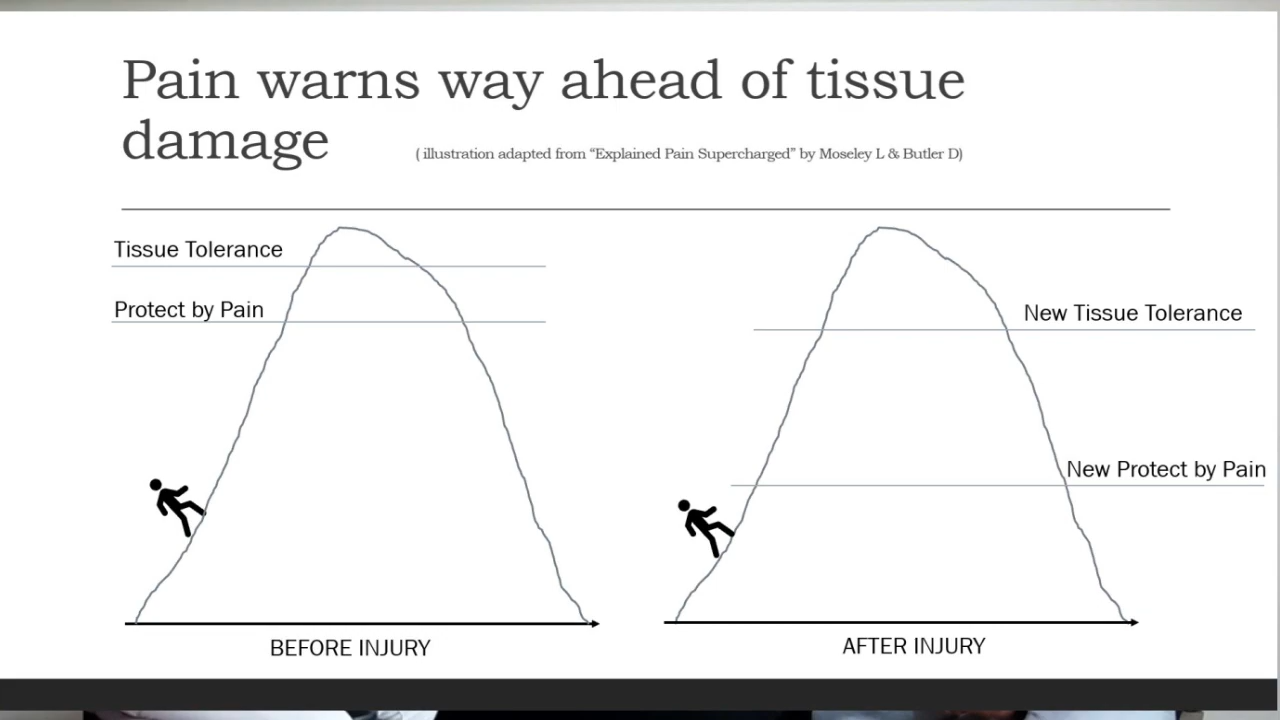 Pain warns way ahead of tissue
damage
( illustration adapted from “Explained Pain Supercharged” by Moseley L & Butler D)
Tissue Tolerance
Protect by Pain
BEFORE INJURY
New Tissue Tolerance
New Protect by Pain
AFTER INJURY